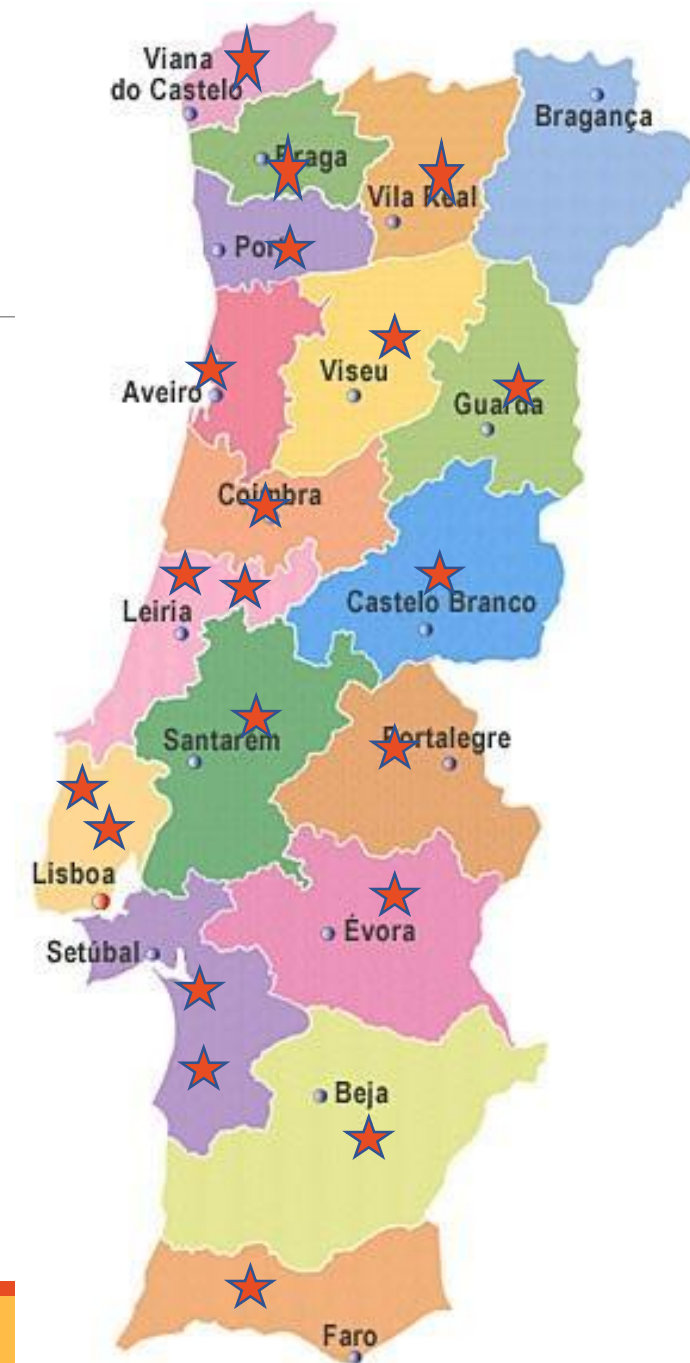 Viana
do Castelo
Bragança
Braga
Vila Real
Porto
Viseu
Aveiro
Guarda
Coimbra
Castelo Branco
Leiria
Santarém
Portalegre
Lisboa
Évora
Setúbal
Beja
Faro